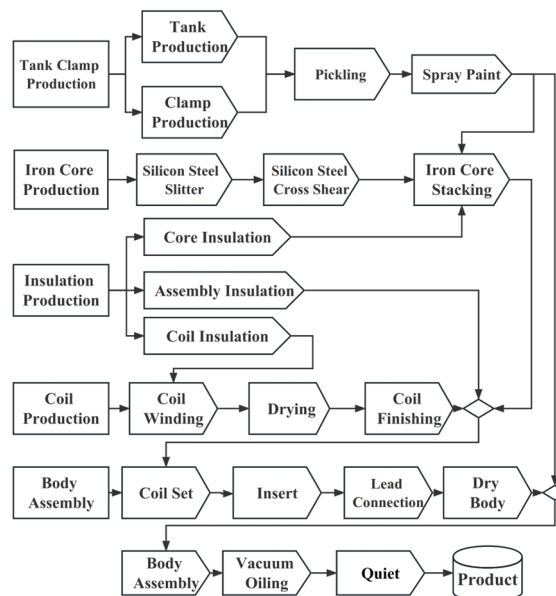 Tank Clamp
Production
Tank
Production
Clamp
Production
Pickling
Spray Paint
Iron Core
Production
Silicon Steel
Slitter
Silicon Steel
Cross Shear
Iron Core
Stacking
Insulation
Production
Core Insulation
Assembly Insulation
Coil Insulation
Coil
Production
Coil
Winding
Drying
Coil
Finishing
Body
Assembly
Coil Set
Insert
Lead
Connection
Dry
Body
Body
Assembly
Vacuum
Oiling
Quiet
Product